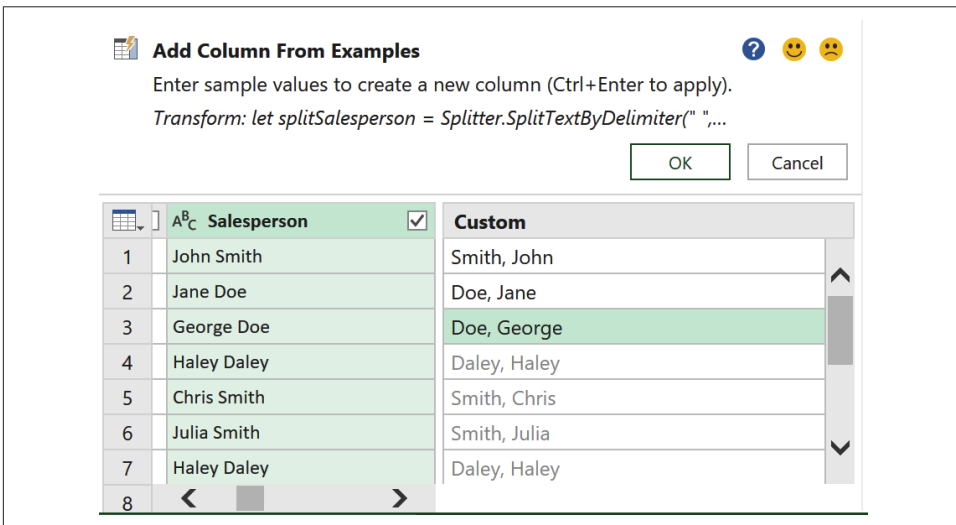 Add Column From Examples
?
Enter sample values to create a new column (Ctrl+Enter to apply).
Transform: let splitSalesperson = Splitter.SplitTextByDelimiter(" ",...
OK Cancel
ABC Salesperson Custom
1 John Smith Smith, John
2 Jane Doe Doe, Jane
3 George Doe Doe, George
4 Haley Daley Daley, Haley
5 Chris Smith Smith, Chris
6 Julia Smith Smith, Julia
7 Haley Daley Daley, Haley
8